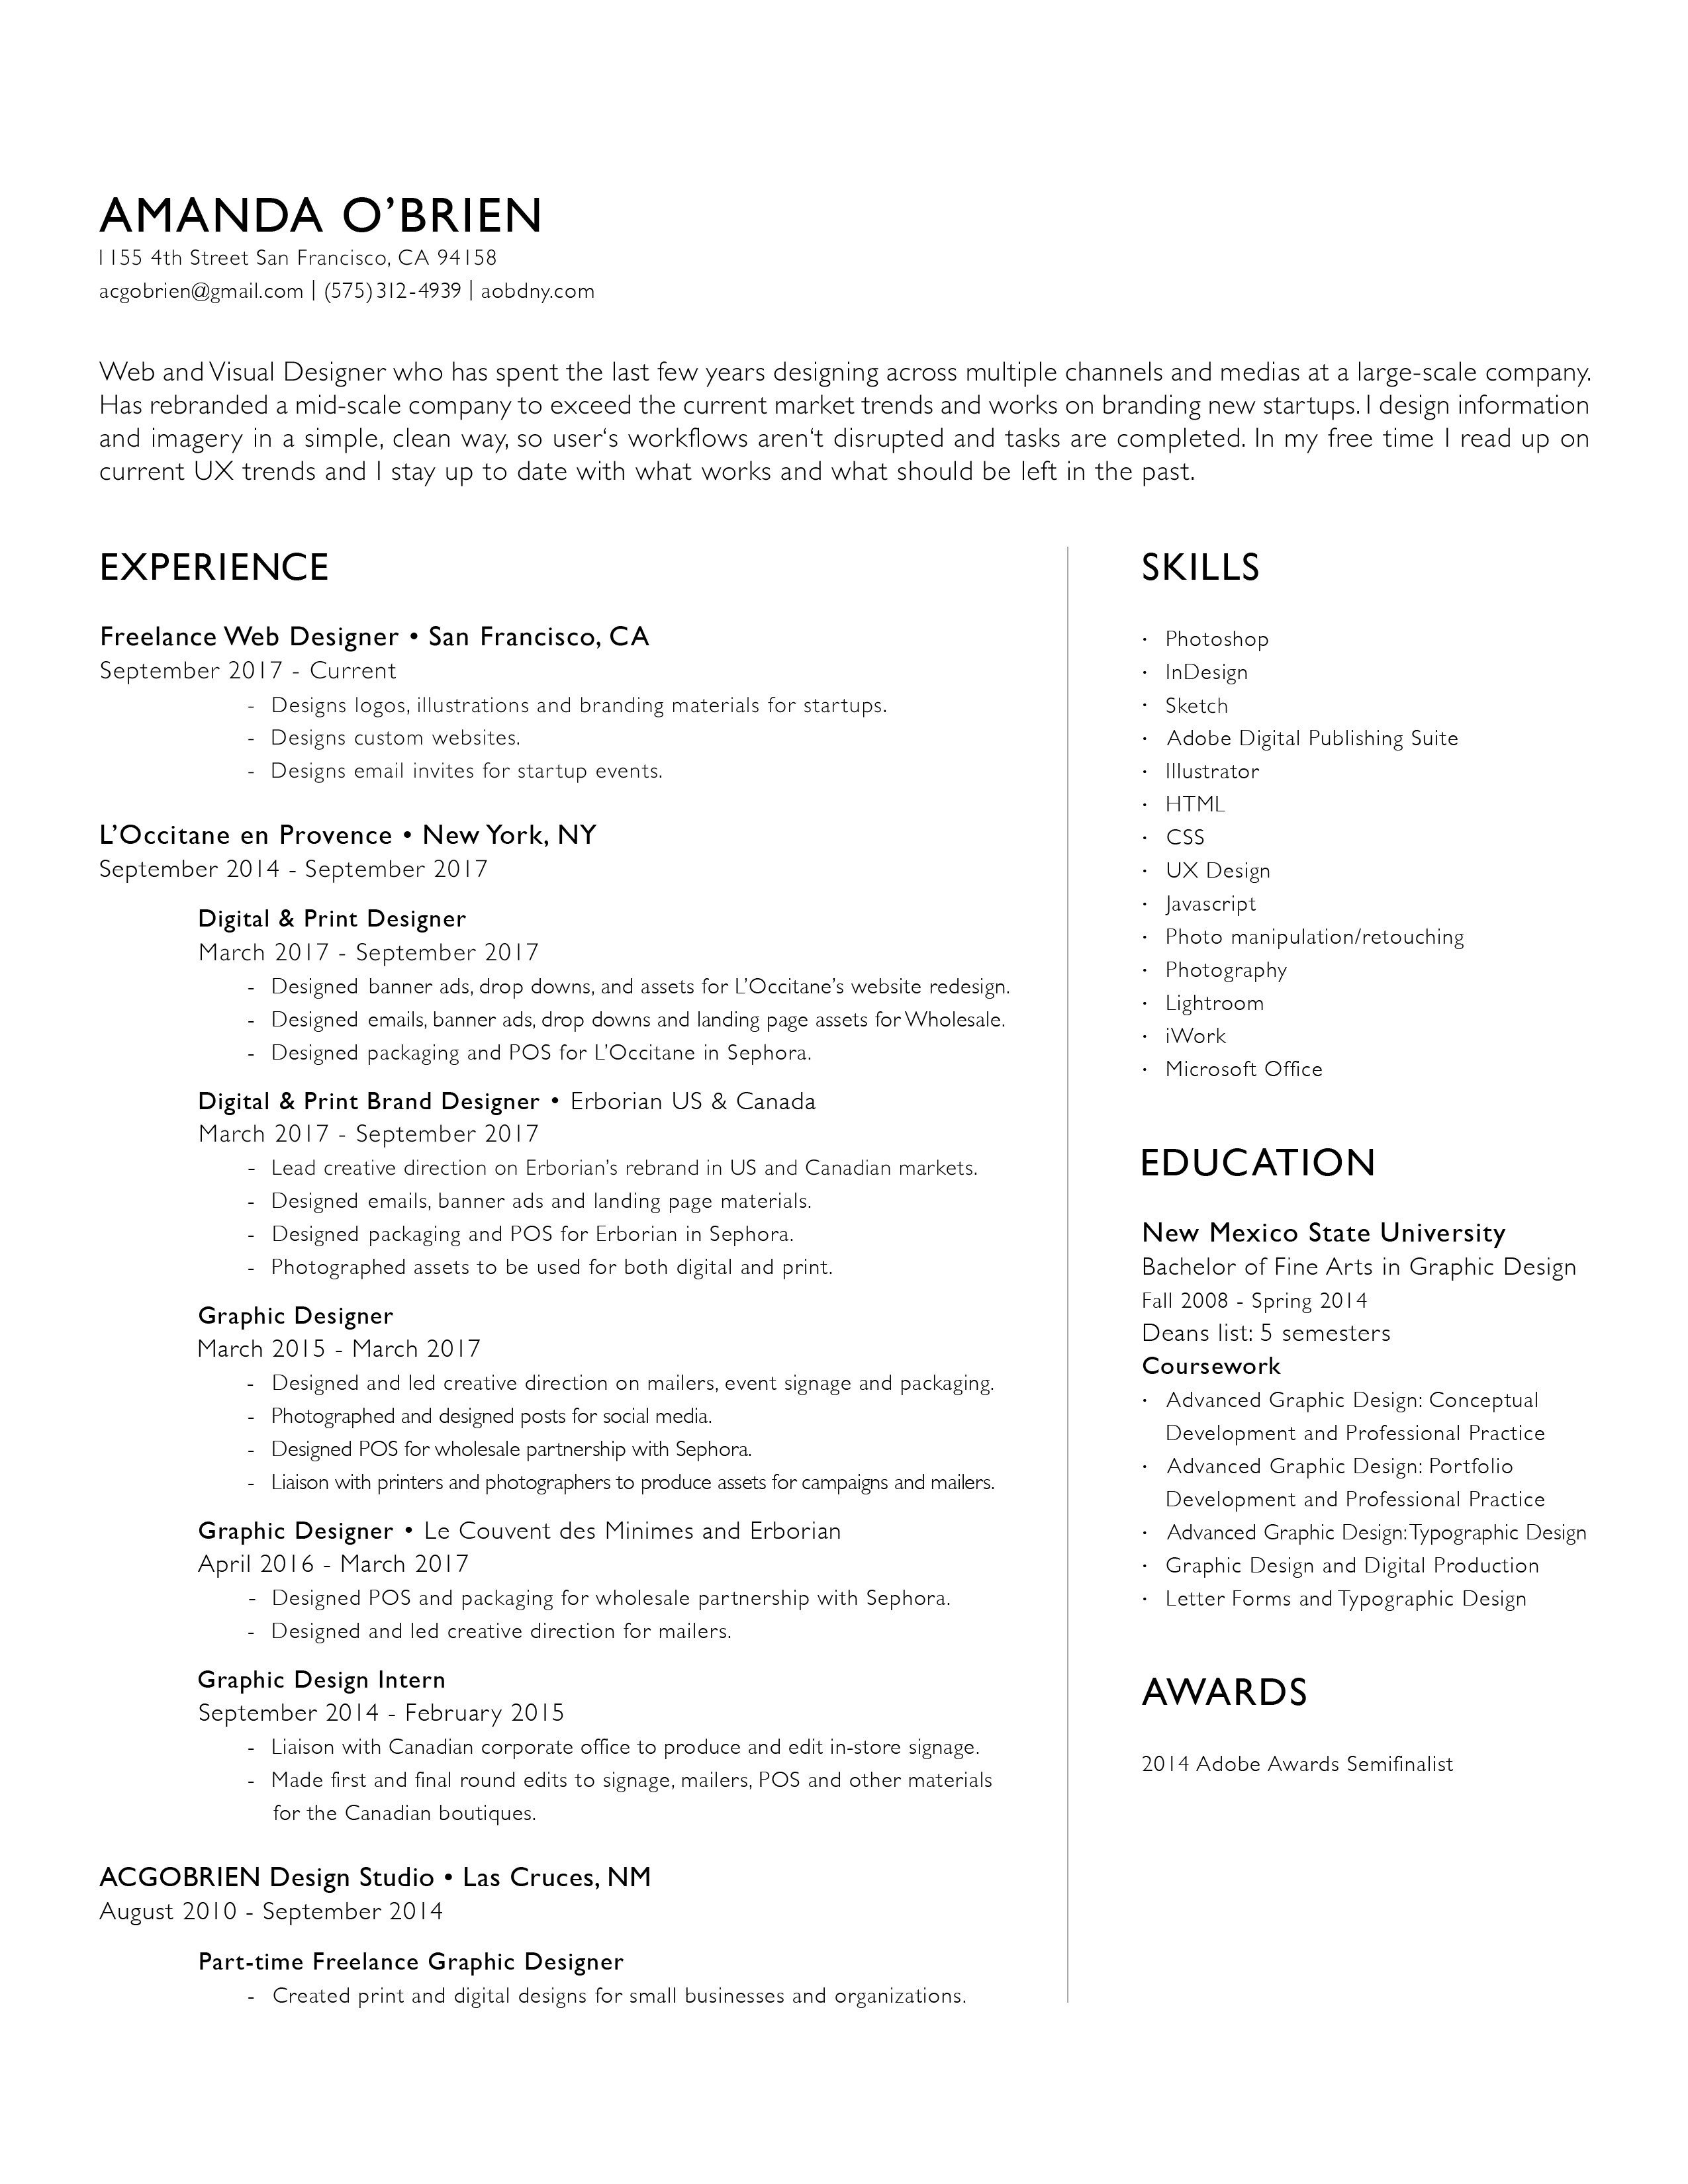 AMANDA O’BRIEN
1155 4th Street San Francisco, CA 94158
acgobrien@gmail.com | (575)312-4939 | aobdny.com
Web and Visual Designer who has spent the last few years designing across multiple channels and medias at a large-scale company.
Has rebranded a mid-scale company to exceed the current market trends and works on branding new startups. I design information
and imagery in a simple, clean way, so user‘s workflows aren‘t disrupted and tasks are completed. In my free time I read up on
current UX trends and I stay up to date with what works and what should be left in the past.
EXPERIENCE
Freelance Web Designer • San Francisco, CA
September 2017 - Current
- Designs logos, illustrations and branding materials for startups.
- Designs custom websites.
- Designs email invites for startup events.
L’Occitane en Provence • New York, NY
September 2014 - September 2017
Digital & Print Designer
March 2017 - September 2017
- Designed banner ads, drop downs, and assets for L’Occitane’s website redesign.
- Designed emails, banner ads, drop downs and landing page assets for Wholesale.
- Designed packaging and POS for L’Occitane in Sephora.
Digital & Print Brand Designer • Erborian US & Canada
March 2017 - September 2017
- Lead creative direction on Erborian’s rebrand in US and Canadian markets.
- Designed emails, banner ads and landing page materials.
- Designed packaging and POS for Erborian in Sephora.
- Photographed assets to be used for both digital and print.
Graphic Designer
March 2015 - March 2017
- Designed and led creative direction on mailers, event signage and packaging.
- Photographed and designed posts for social media.
- Designed POS for wholesale partnership with Sephora.
- Liaison with printers and photographers to produce assets for campaigns and mailers.
Graphic Designer • Le Couvent des Minimes and Erborian
April 2016 - March 2017
- Designed POS and packaging for wholesale partnership with Sephora.
- Designed and led creative direction for mailers.
Graphic Design Intern
September 2014 - February 2015
- Liaison with Canadian corporate office to produce and edit in-store signage.
- Made first and final round edits to signage, mailers, POS and other materials
for the Canadian boutiques.
ACGOBRIEN Design Studio • Las Cruces, NM
August 2010 - September 2014
Part-time Freelance Graphic Designer
- Created print and digital designs for small businesses and organizations.
SKILLS
· Photoshop
· InDesign
· Sketch
· Adobe Digital Publishing Suite
· Illustrator
· HTML
· CSS
· UX Design
· Javascript
· Photo manipulation/retouching
· Photography
· Lightroom
· iWork
· Microsoft Office
EDUCATION
New Mexico State University
Bachelor of Fine Arts in Graphic Design
Fall 2008 - Spring 2014
Deans list: 5 semesters
Coursework
· Advanced Graphic Design: Conceptual
Development and Professional Practice
· Advanced Graphic Design: Portfolio
Development and Professional Practice
· Advanced Graphic Design: Typographic Design
· Graphic Design and Digital Production
· Letter Forms and Typographic Design
AWARDS
2014 Adobe Awards Semifinalist